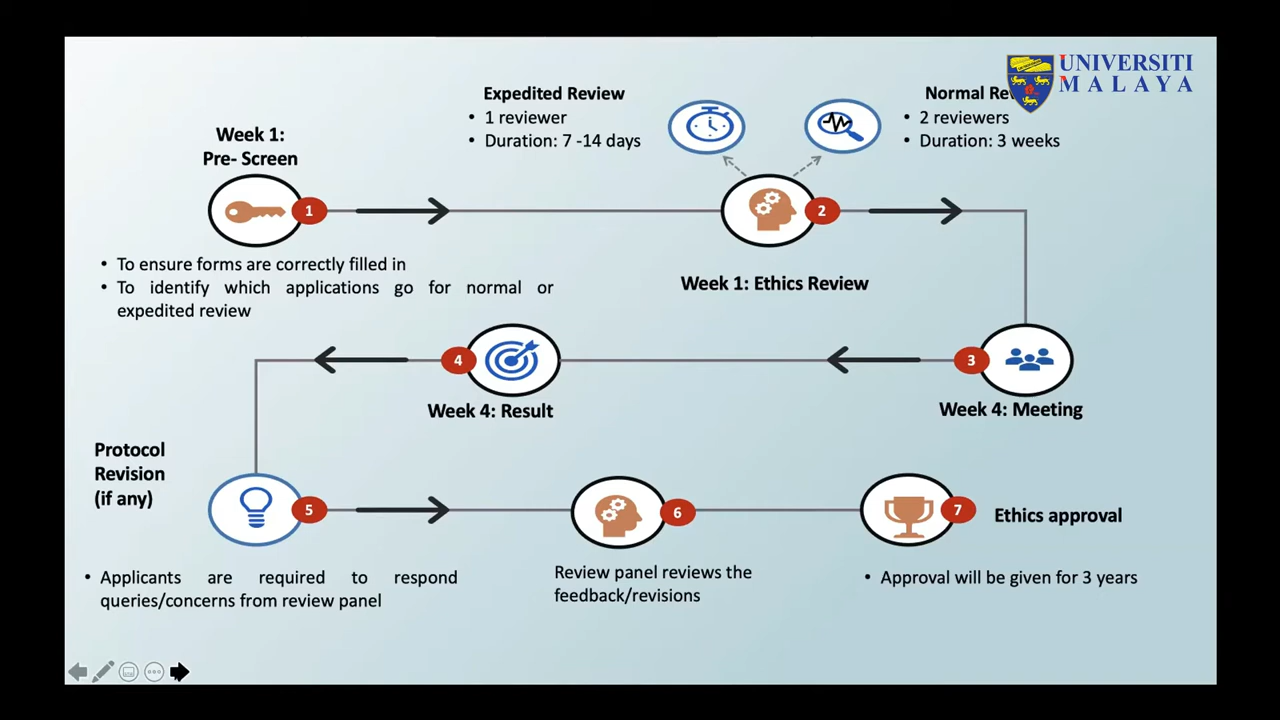 UNIVERSITI
MALAYA
Expedited Review
• 1 reviewer
• Duration: 7 -14 days
Normal
• 2 reviewers
• Duration: 3 weeks
Week 1:
Pre- Screen
1
2
• To ensure forms are correctly filled in
• To identify which applications go for normal or
expedited review
Week 1: Ethics Review
4
3
Week 4: Result
Week 4: Meeting
Protocol
Revision
(if any)
5
6
7
Ethics approval
• Applicants are required to respond
queries/concerns from review panel
Review panel reviews the
feedback/revisions
• Approval will be given for 3 years